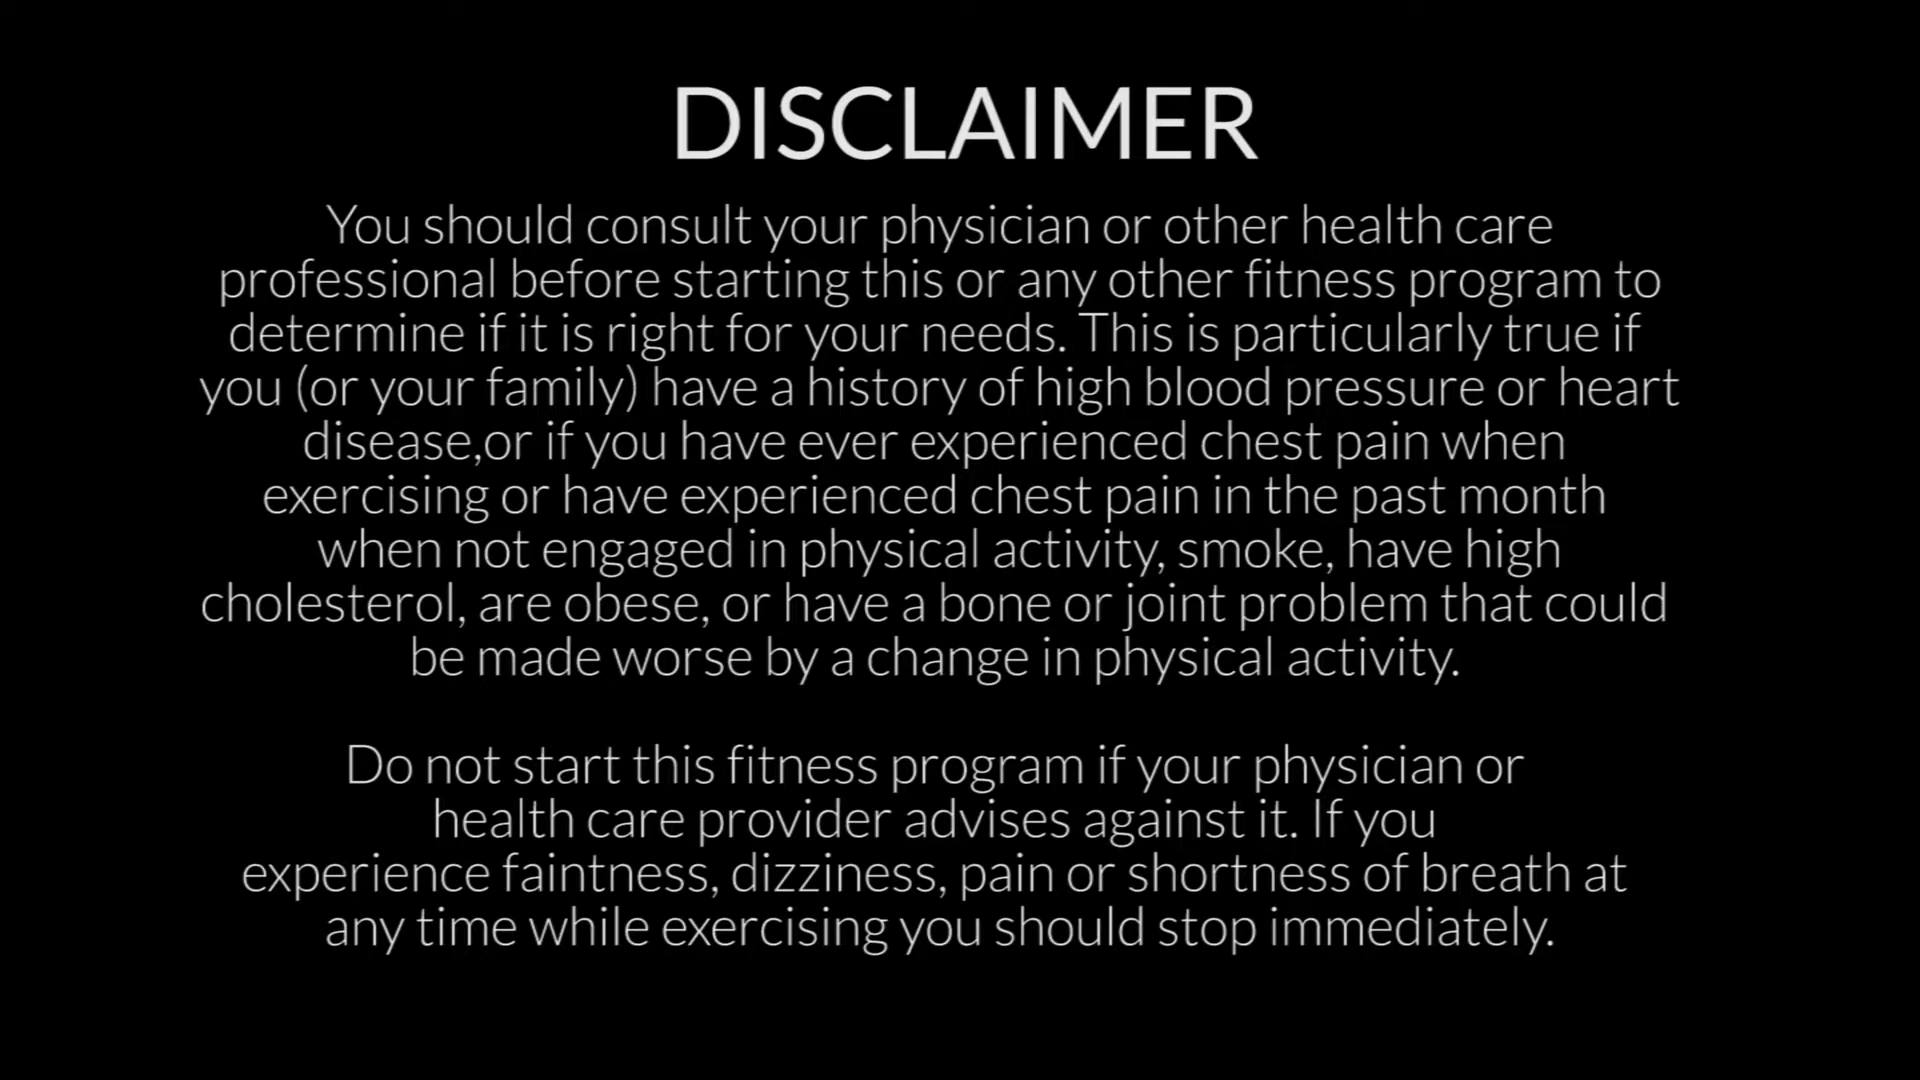 DISCLAIMER
You should consult your physician or other health care
professional before starting this or any other fitness program to
determine if it is right for your needs. This is particularly true if
you (or your family) have a history of high blood pressure or heart
disease,or if you have ever experienced chest pain when
exercising or have experienced chest pain in the past month
when not engaged in physical activity, smoke, have high
cholesterol, are obese, or have a bone or joint problem that could
be made worse by a change in physical activity.
Do not start this fitness program if your physician or
health care provider advises against it. If you
experience faintness, dizziness, pain or shortness of breath at
any time while exercising you should stop immediately.